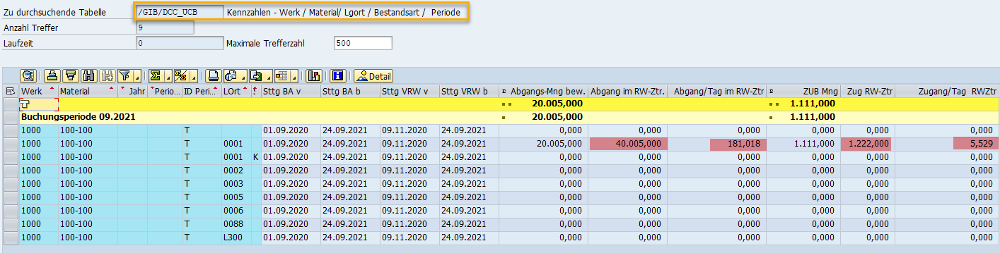 Zu durchsuchende Tabelle /GIB/DCC_UCB Kennzahlen - Werk / Material/ Lgort / Bestandsart / Periode
Anzahl Treffer 9
Laufzeit 0 Maximale Trefferzahl 500
Detail
Werk Material Jahr Perio... ID Peri... LOrt Sttg BA v Sttg BA b Sttg VRW v Sttg VRW b Abgangs-Mng bew. Abgang im RW-Ztr. Abgang/Tag im RW-Ztr ZUB Mng Zug RW-Ztr Zugang/Tag RWZtr
20.005,000 1.111,000
Buchungsperiode 09.2021 20.005,000 1.111,000
1000 100-100 T 01.09.2020 24.09.2021 09.11.2020 24.09.2021 0,000 0,000 0,000 0,000 0,000 0,000
1000 100-100 T 0001 01.09.2020 24.09.2021 09.11.2020 24.09.2021 20.005,000 40.005,000 181,018 1.111,000 1.222,000 5,529
1000 100-100 T 0001 K 01.09.2020 24.09.2021 09.11.2020 24.09.2021 0,000 0,000 0,000 0,000 0,000 0,000
1000 100-100 T 0002 01.09.2020 24.09.2021 09.11.2020 24.09.2021 0,000 0,000 0,000 0,000 0,000 0,000
1000 100-100 T 0003 01.09.2020 24.09.2021 09.11.2020 24.09.2021 0,000 0,000 0,000 0,000 0,000 0,000
1000 100-100 T 0005 01.09.2020 24.09.2021 09.11.2020 24.09.2021 0,000 0,000 0,000 0,000 0,000 0,000
1000 100-100 T 0006 01.09.2020 24.09.2021 09.11.2020 24.09.2021 0,000 0,000 0,000 0,000 0,000 0,000
1000 100-100 T 0088 01.09.2020 24.09.2021 09.11.2020 24.09.2021 0,000 0,000 0,000 0,000 0,000 0,000
1000 100-100 T L300 01.09.2020 24.09.2021 09.11.2020 24.09.2021 0,000 0,000 0,000 0,000 0,000 0,000